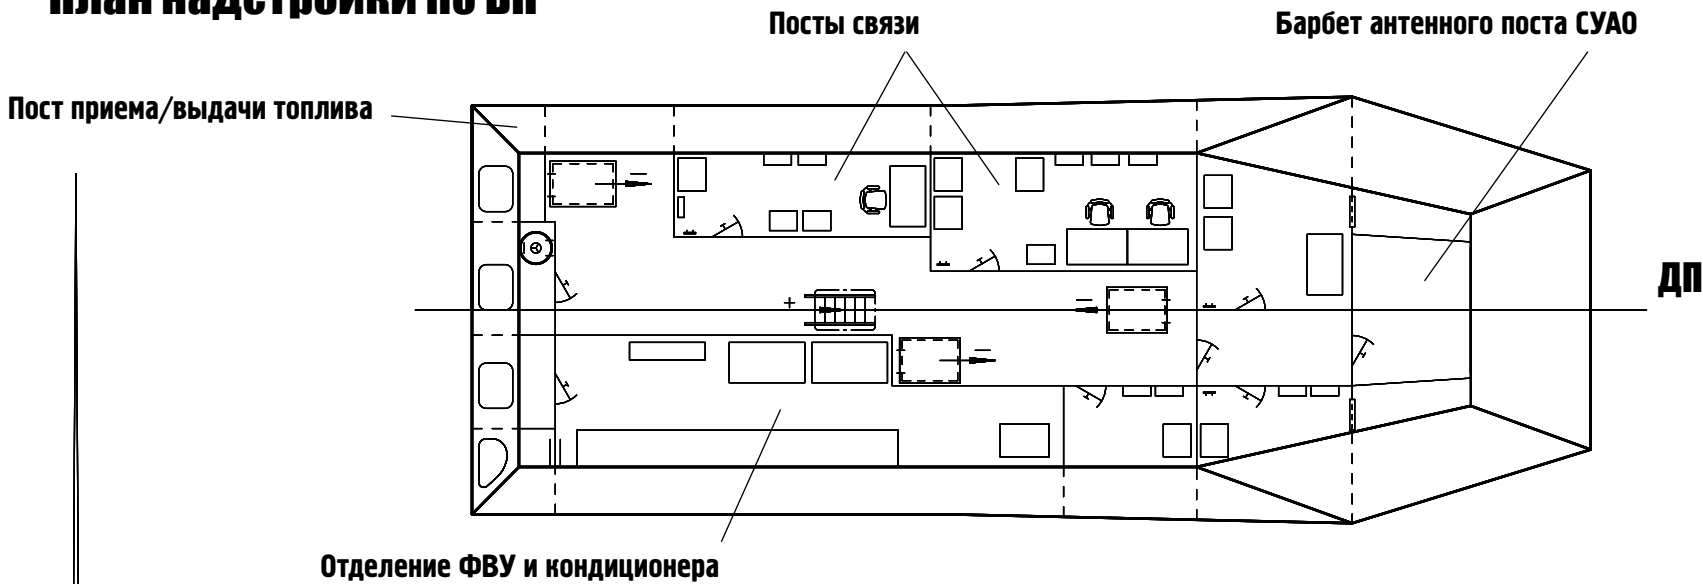 План надстройки по ВП
Посты связи
Барбет антенного поста СУАО
Пост приема/выдачи топлива
ДП
Отделение ФВУ и кондиционера